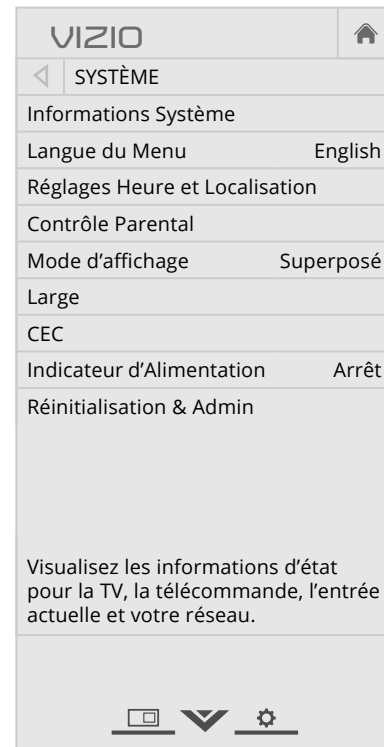 VIZIO
SYSTÈME
Informations Système
Langue du Menu English
Réglages Heure et Localisation
Contrôle Parental
Mode d’affichage Superposé
Large
CEC
Indicateur d’Alimentation Arrêt
Réinitialisation & Admin
Visualisez les informations d’état
pour la TV, la télécommande, l’entrée
actuelle et votre réseau.